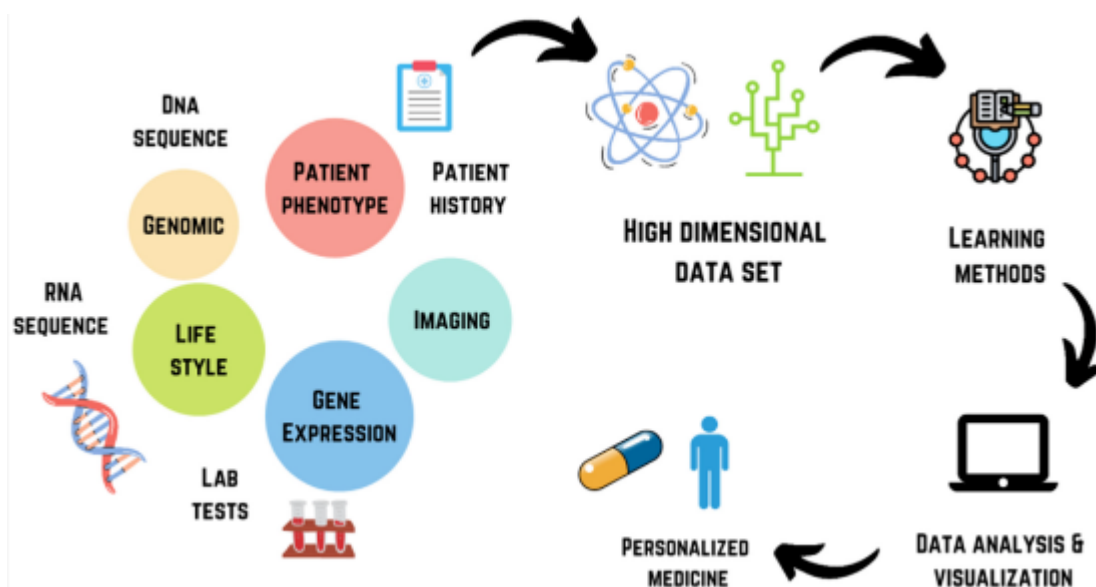 DNA
SEQUENCE
PATIENT
PHENOTYPE
PATIENT
HISTORY
GENOMIC
RNA
SEQUENCE
LIFE
STYLE
IMAGING
GENE
EXPRESSION
LAB
TESTS
HIGH DIMENSIONAL
DATA SET
LEARNING
METHODS
DATA ANALYSIS &
VISUALIZATION
PERSONALIZED
MEDICINE